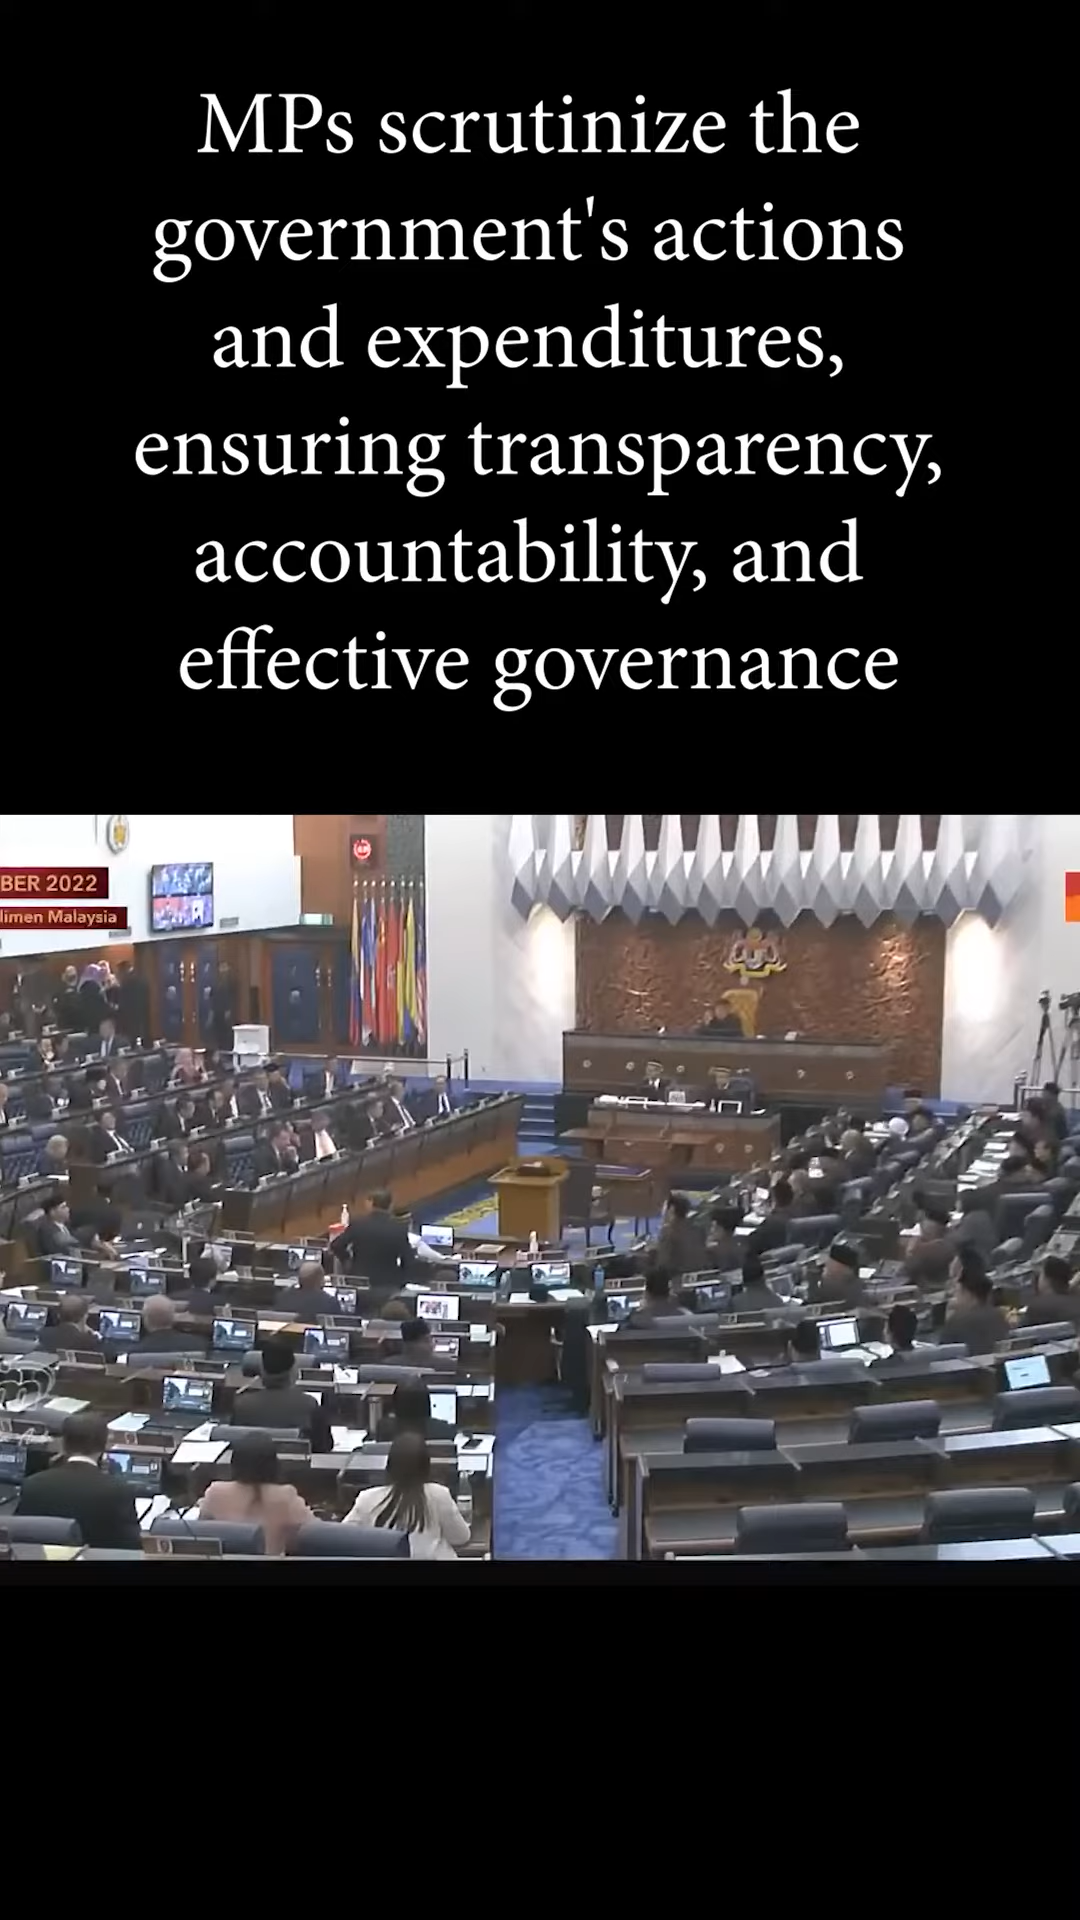 MPs scrutinize the
government's actions
and expenditures,
ensuring transparency,
accountability, and
effective governance
BER 2022
limen Malaysia